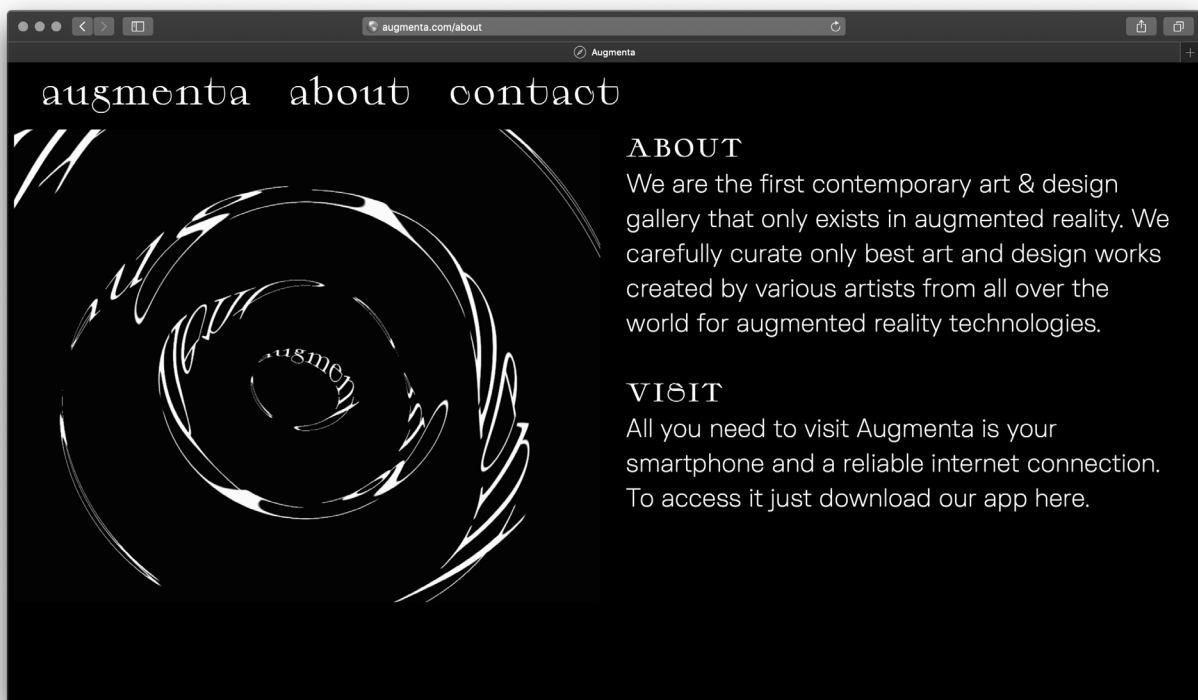 augmenta.com/about
Augmenta
augmenta about contact
ABOUT
We are the first contemporary art & design
gallery that only exists in augmented reality. We
carefully curate only best art and design works
created by various artists from all over the
world for augmented reality technologies.
VISIT
All you need to visit Augmenta is your
smartphone and a reliable internet connection.
To access it just download our app here.
augmen